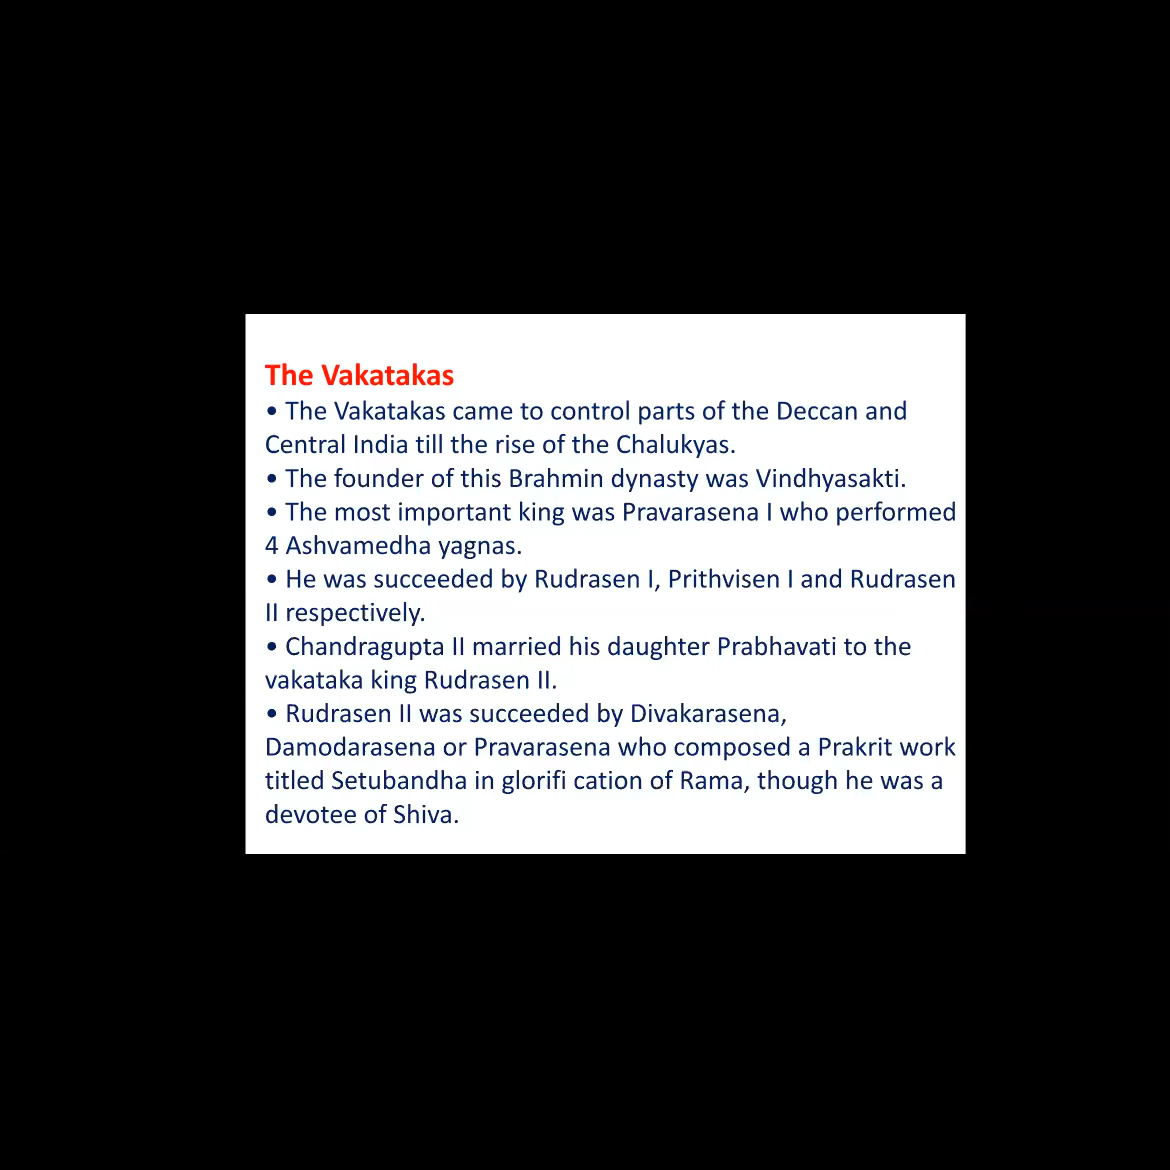 The Vakatakas
• The Vakatakas came to control parts of the Deccan and
Central India till the rise of the Chalukyas.
• The founder of this Brahmin dynasty was Vindhyasakti.
• The most important king was Pravarasena I who performed
4 Ashvamedha yagnas.
• He was succeeded by Rudrasen I, Prithvisen I and Rudrasen
II respectively.
• Chandragupta II married his daughter Prabhavati to the
vakataka king Rudrasen II.
• Rudrasen II was succeeded by Divakarasena,
Damodarasena or Pravarasena who composed a Prakrit work
titled Setubandha in glorifi cation of Rama, though he was a
devotee of Shiva.